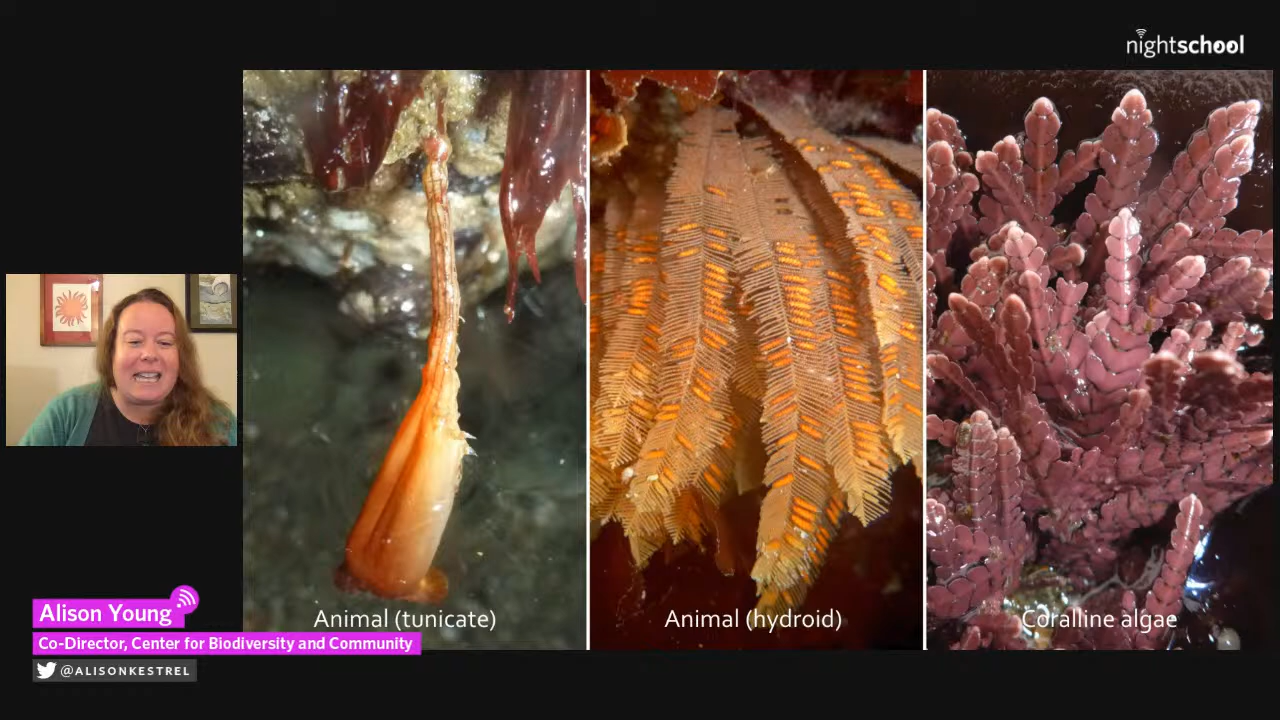 nightschool
Animal (tunicate)
Animal (hydroid)
Coralline algae
Alison Young
Co-Director, Center for Biodiversity and Community
@ALISONKESTREL